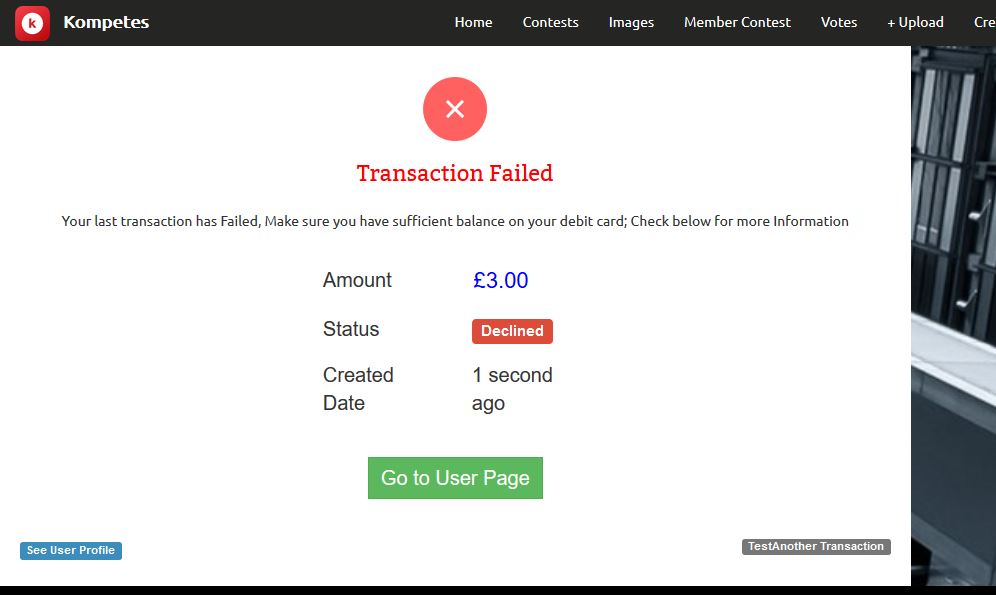 k Kompetes Home Contests Images Member Contest Votes + Upload Cre
Transaction Failed
Your last transaction has Failed, Make sure you have sufficient balance on your debit card; Check below for more Information
Amount £3.00
Status Declined
Created 1 second
Date ago
Go to User Page
See User Profile TestAnother Transaction